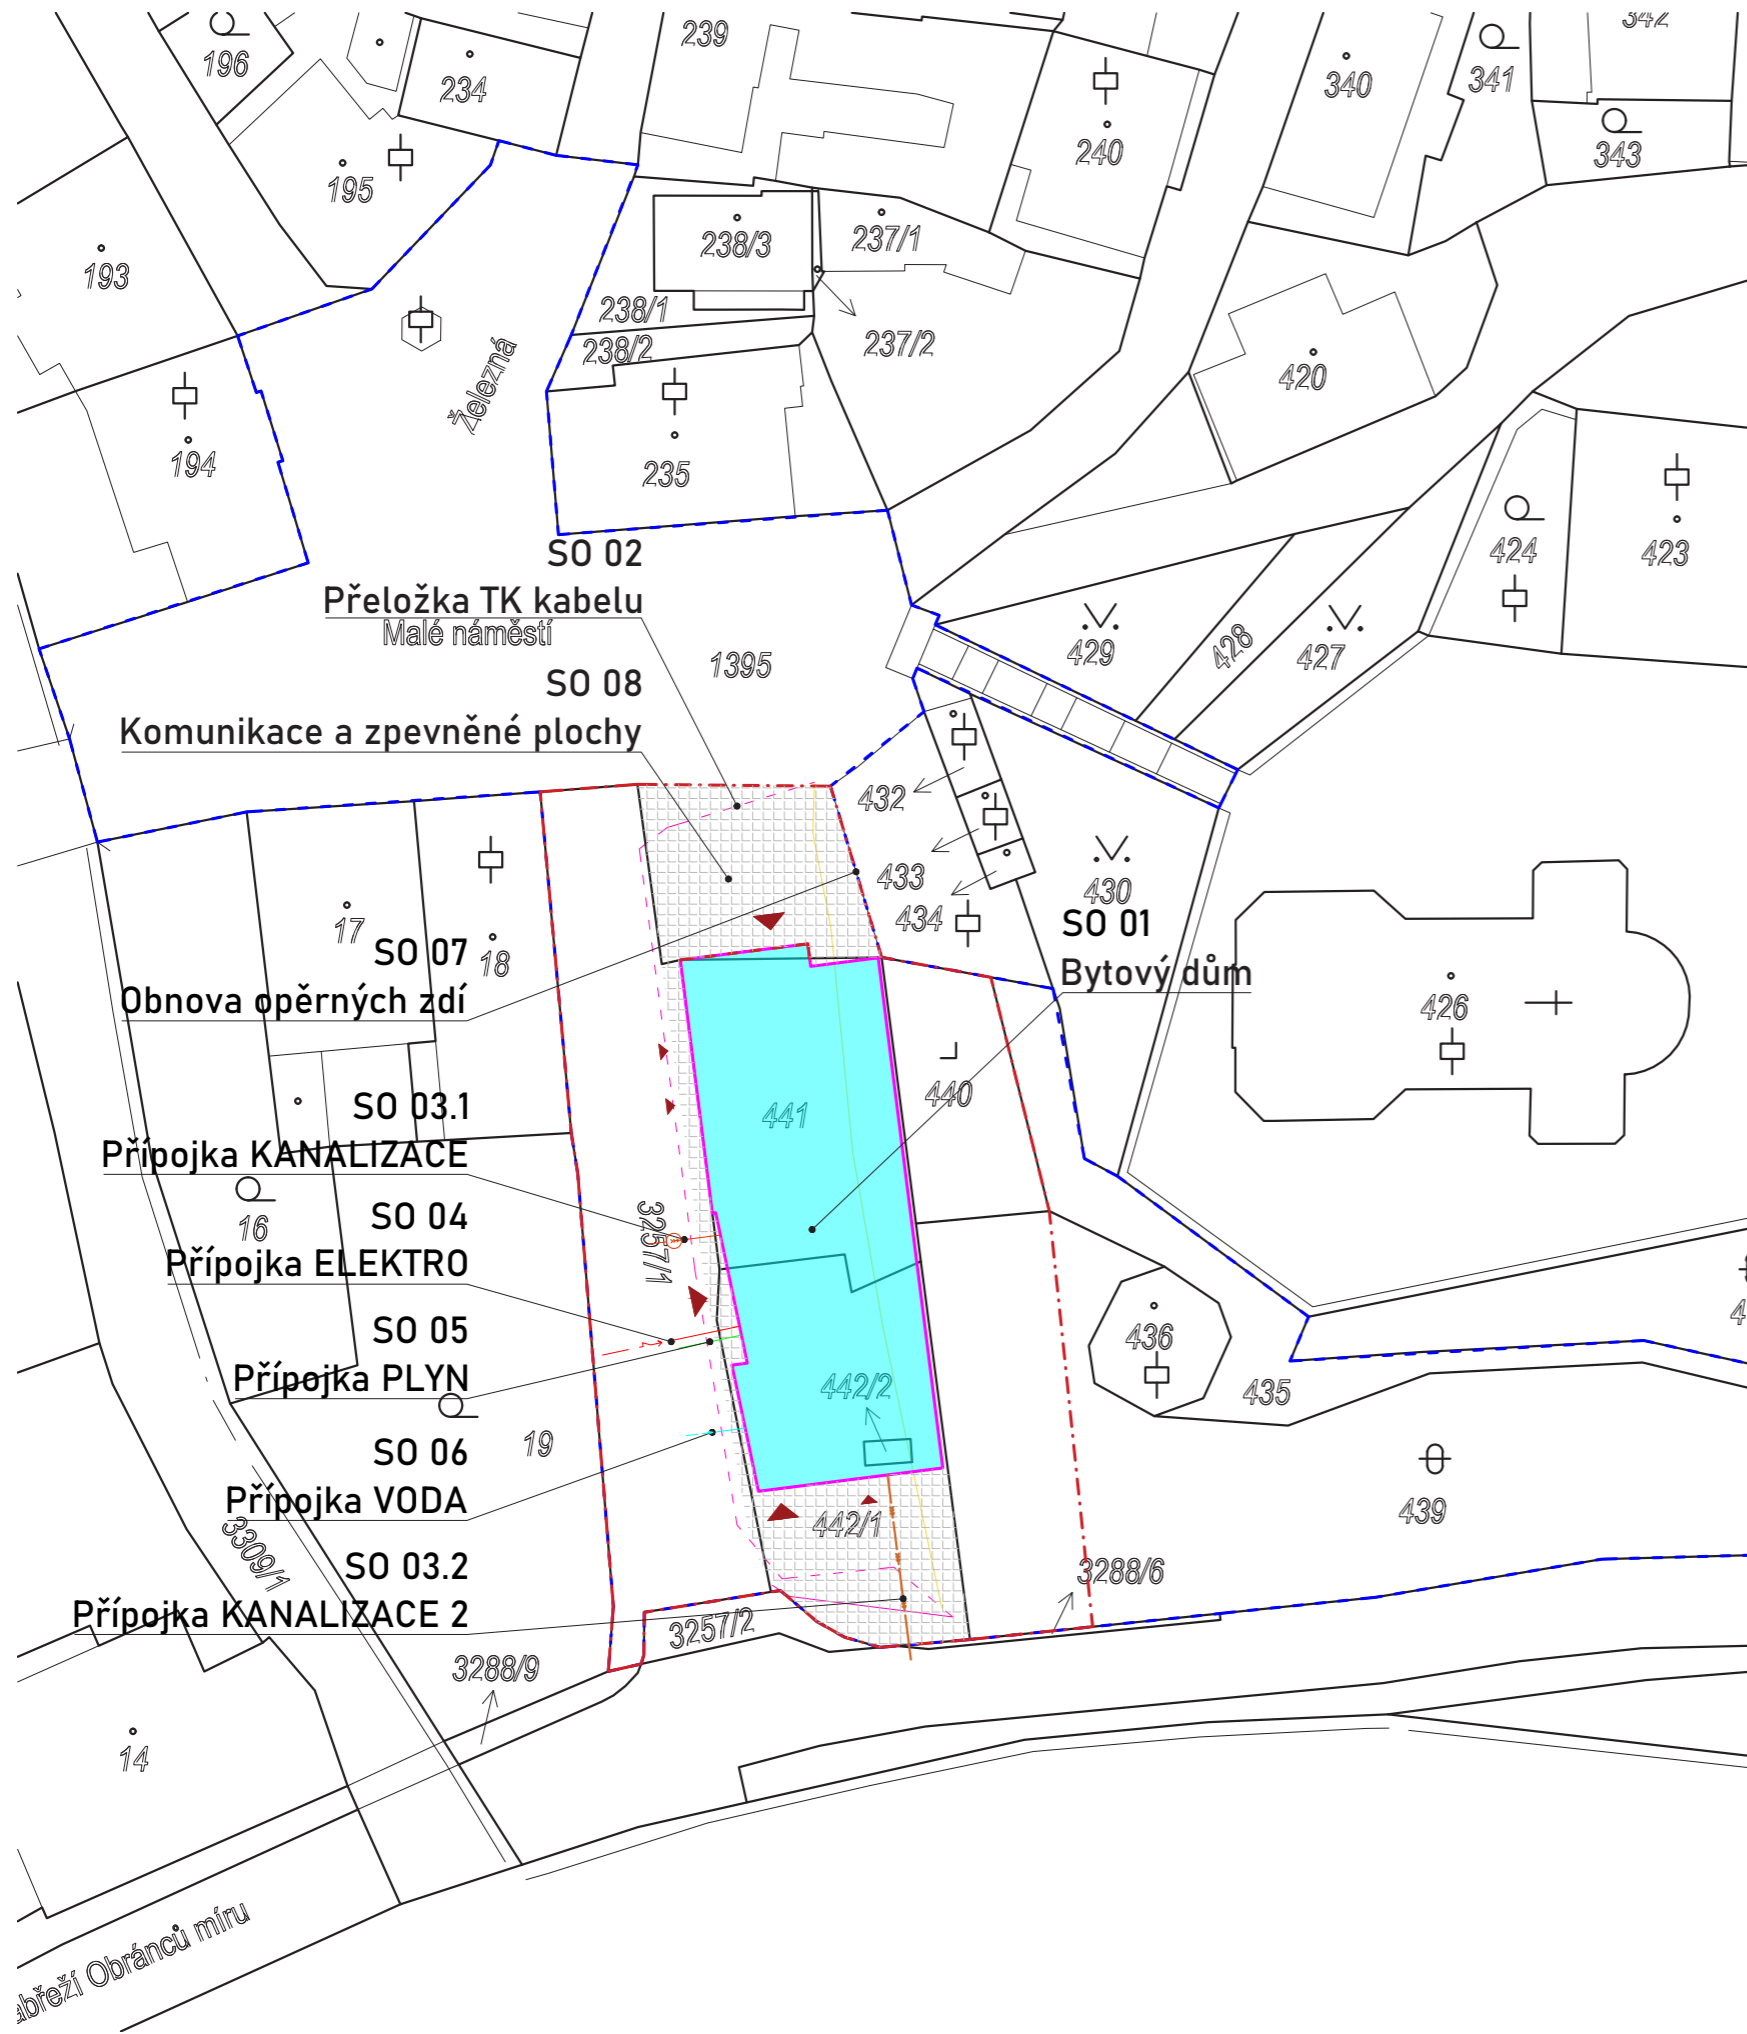 196
239
342
341
340
234
343
240
195
193
238/3
237/1
238/1
237/2
238/2
Železná
420
194
235
424
423
SO 02
Přeložka TK kabelu
Malé náměstí
429
428
427
1395
SO 08
Komunikace a zpevněné plochy
432
433
430
434
SO 01
Bytový dům
17
18
SO 07
Obnova opěrných zdí
426
440
441
SO 03.1
Přípojka KANALIZACE
16
3257/1
SO 04
Přípojka ELEKTRO
SO 05
Přípojka PLYN
436
435
442/2
19
SO 06
Přípojka VODA
439
442/1
3309/1
SO 03.2
Přípojka KANALIZACE 2
3288/6
3257/2
3288/9
14
ábřeží Obránců míru